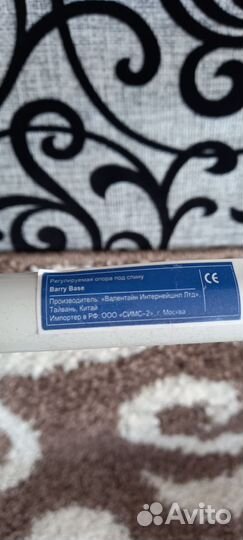 Регулируемая опора под спину
Barry Base
Производитель: «Валентайн Интернейшнл Лтд».
Тайвань, Китай
Импортер в РФ: ООО «СИМС-2», г. Москва
CE
Avito